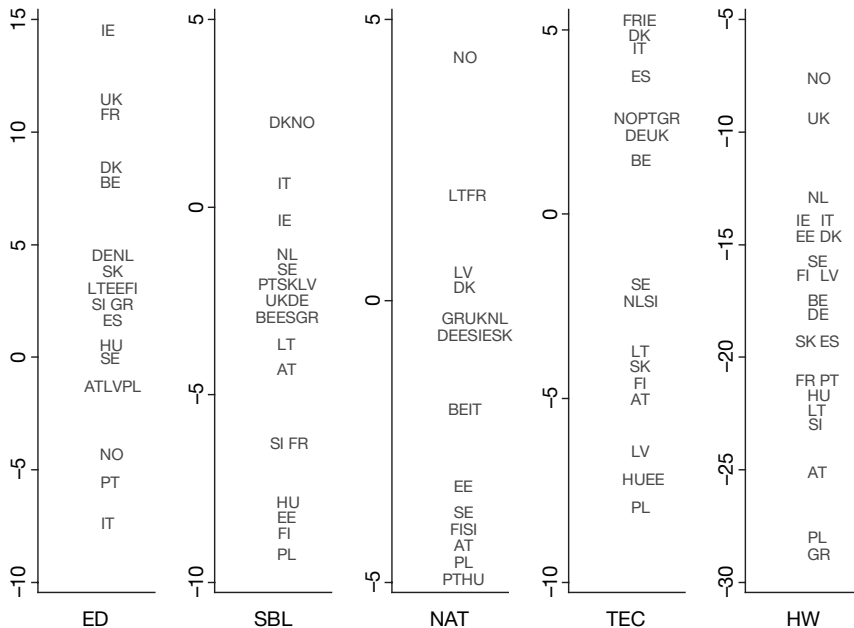 15
10
5
0
−5
−10
IE
UK
FR
DK
BE
DENL
SK
LTEEFI
SI GR
ES
HU
SE
ATLVPL
NO
PT
IT
ED
5
0
−5
−10
DKNO
IT
IE
NL
SE
PTSKLV
UKDE
BEESGR
LT
AT
SI FR
HU
EE
FI
PL
SBL
5
0
−5
NO
LTFR
LV
DK
GRUKNL
DEESIESK
BEIT
EE
SE
FISI
AT
PL
PTHU
NAT
5
0
−5
−10
FRIE
DK
IT
ES
NOPTGR
DEUK
BE
SE
NLSI
LT
SK
FI
AT
LV
HUEE
PL
TEC
−5
−10
−15
−20
−25
−30
NO
UK
NL
IE IT
EE DK
SE
FI LV
BE
DE
SK ES
FR PT
HU
LT
SI
AT
PL
GR
HW